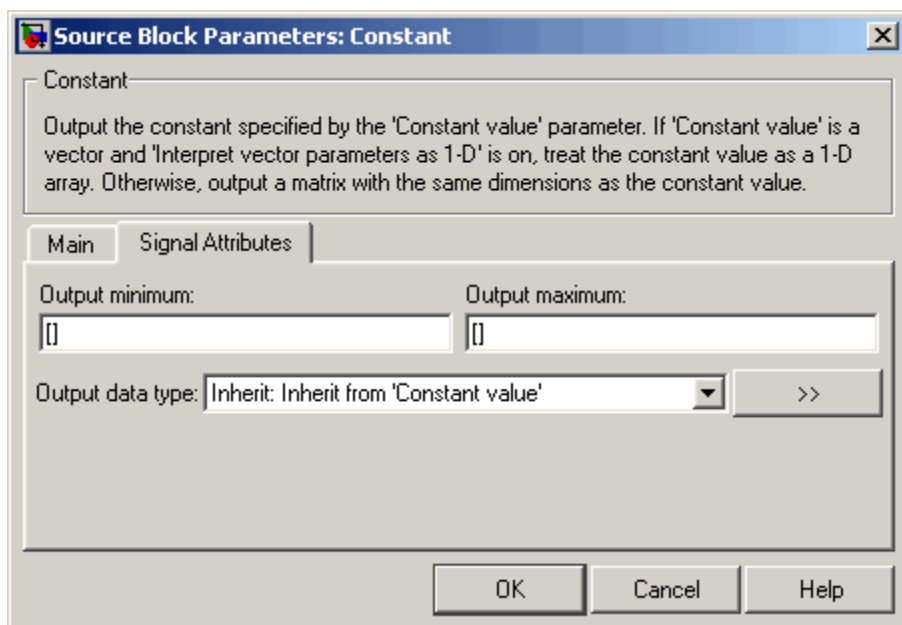 Source Block Parameters: Constant
Constant
Output the constant specified by the 'Constant value' parameter. If 'Constant value' is a
vector and 'Interpret vector parameters as 1-D' is on, treat the constant value as a 1-D
array. Otherwise, output a matrix with the same dimensions as the constant value.
Main Signal Attributes
Output minimum: Output maximum:
[] []
Output data type: Inherit: Inherit from 'Constant value' >>
OK Cancel Help